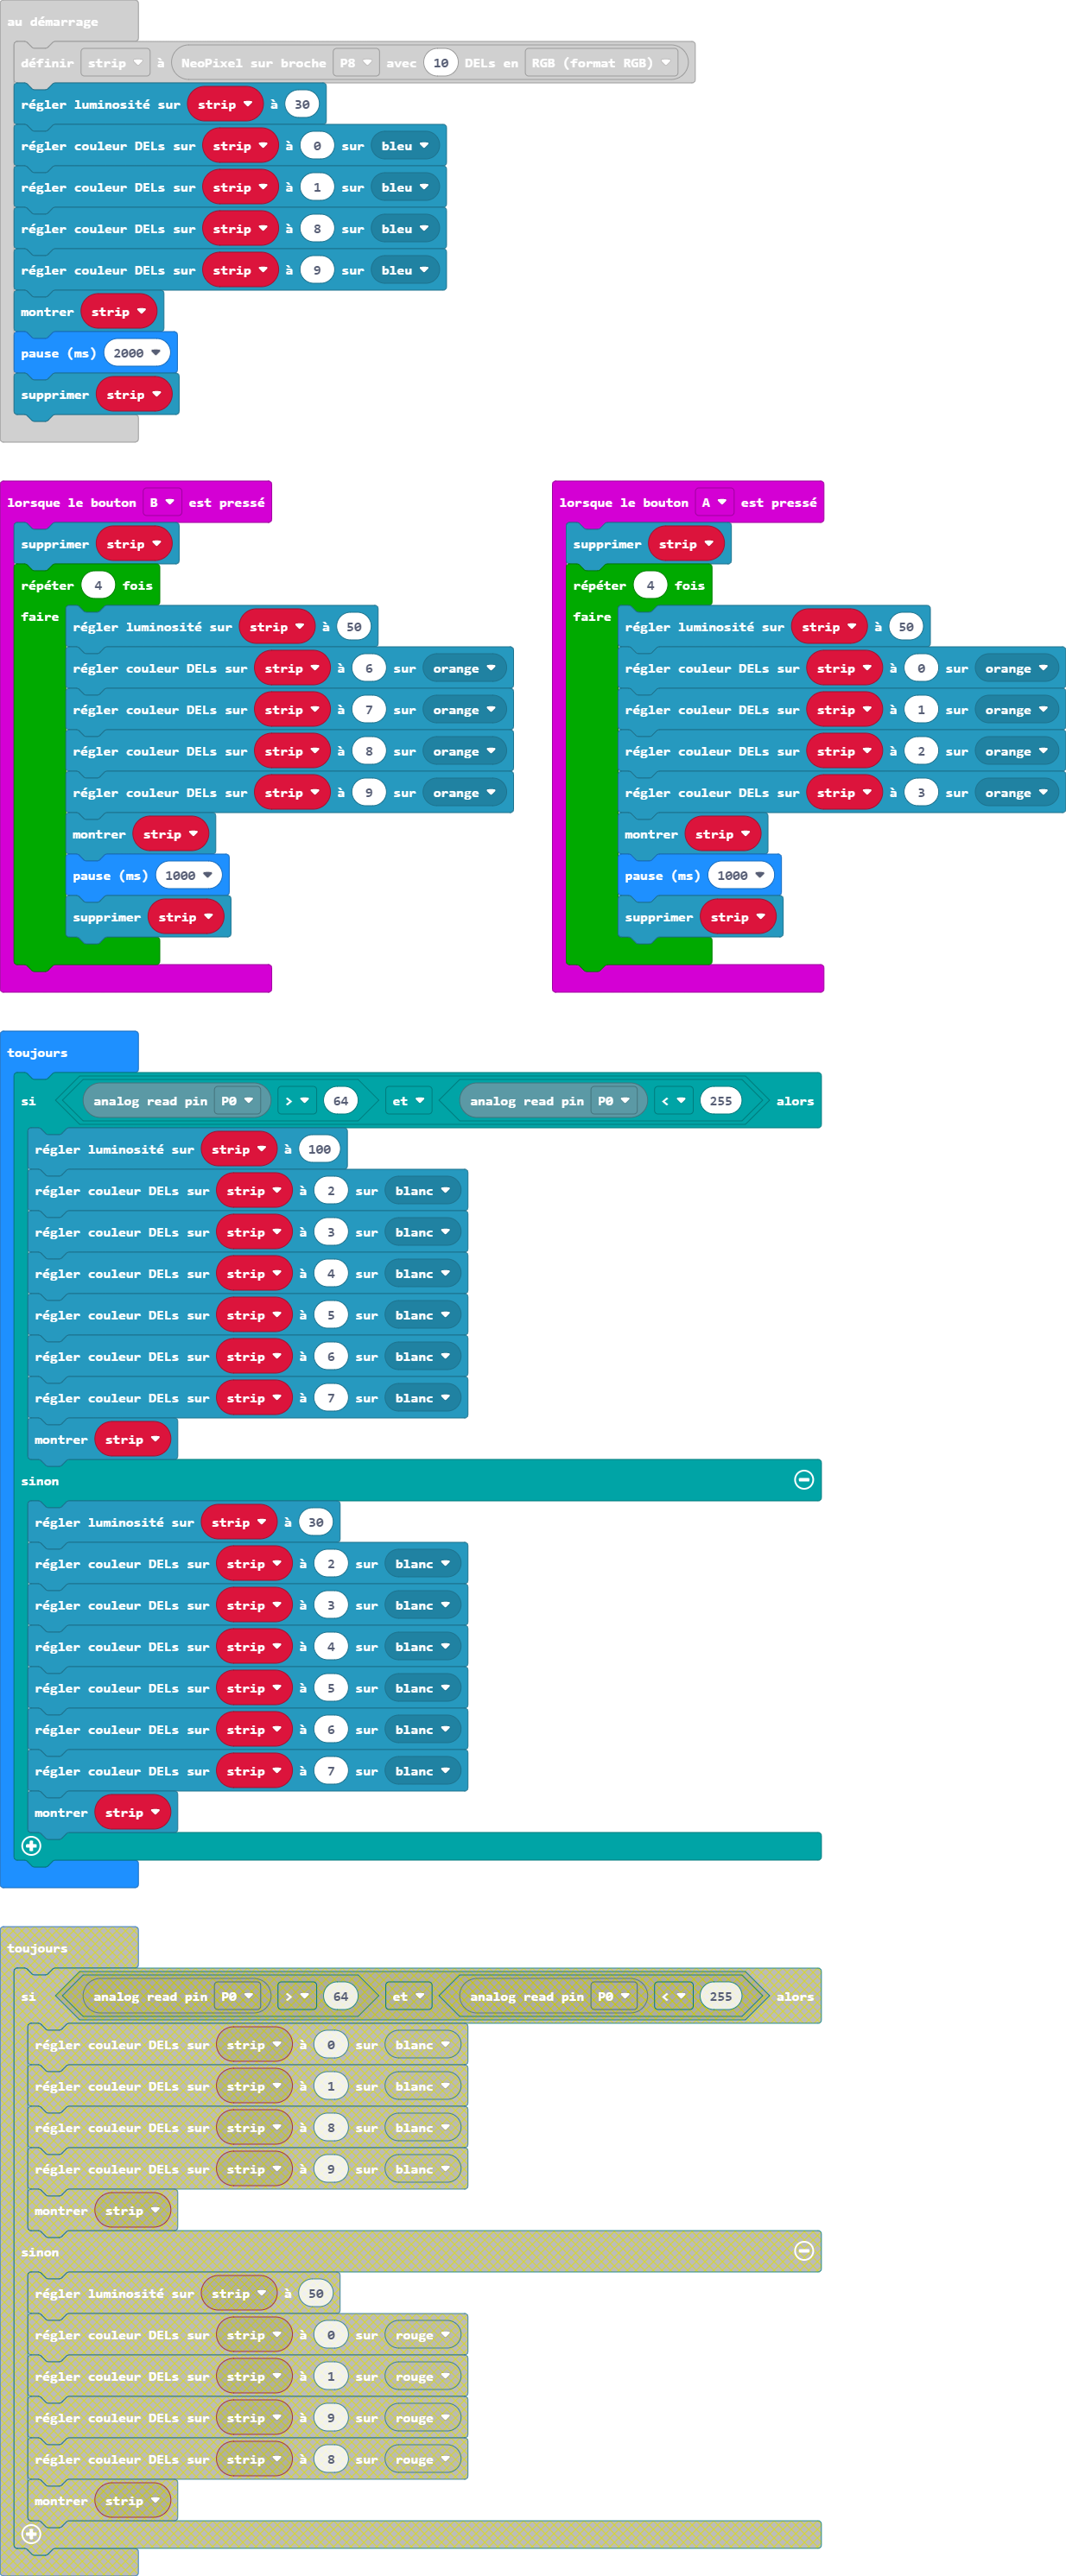 au démarrage
définir strip à NeoPixel sur broche P8 avec 10 DELs en RGB (format RGB)
régler luminosité sur strip à 30
régler couleur DELs sur strip à 0 sur bleu
régler couleur DELs sur strip à 1 sur bleu
régler couleur DELs sur strip à 8 sur bleu
régler couleur DELs sur strip à 9 sur bleu
montrer strip
pause (ms) 2000
supprimer strip
lorsque le bouton B est pressé
supprimer strip
répéter 4 fois
faire
régler luminosité sur strip à 50
régler couleur DELs sur strip à 6 sur orange
régler couleur DELs sur strip à 7 sur orange
régler couleur DELs sur strip à 8 sur orange
régler couleur DELs sur strip à 9 sur orange
montrer strip
pause (ms) 1000
supprimer strip
lorsque le bouton A est pressé
supprimer strip
répéter 4 fois
faire
régler luminosité sur strip à 50
régler couleur DELs sur strip à 0 sur orange
régler couleur DELs sur strip à 1 sur orange
régler couleur DELs sur strip à 2 sur orange
régler couleur DELs sur strip à 3 sur orange
montrer strip
pause (ms) 1000
supprimer strip
toujours
si analog read pin P0 > 64 et analog read pin P0 < 255 alors
régler luminosité sur strip à 100
régler couleur DELs sur strip à 2 sur blanc
régler couleur DELs sur strip à 3 sur blanc
régler couleur DELs sur strip à 4 sur blanc
régler couleur DELs sur strip à 5 sur blanc
régler couleur DELs sur strip à 6 sur blanc
régler couleur DELs sur strip à 7 sur blanc
montrer strip
sinon
régler luminosité sur strip à 30
régler couleur DELs sur strip à 2 sur blanc
régler couleur DELs sur strip à 3 sur blanc
régler couleur DELs sur strip à 4 sur blanc
régler couleur DELs sur strip à 5 sur blanc
régler couleur DELs sur strip à 6 sur blanc
régler couleur DELs sur strip à 7 sur blanc
montrer strip
toujours
si analog read pin P0 > 64 et analog read pin P0 < 255 alors
régler couleur DELs sur strip à 0 sur blanc
régler couleur DELs sur strip à 1 sur blanc
régler couleur DELs sur strip à 8 sur blanc
régler couleur DELs sur strip à 9 sur blanc
montrer strip
sinon
régler luminosité sur strip à 50
régler couleur DELs sur strip à 0 sur rouge
régler couleur DELs sur strip à 1 sur rouge
régler couleur DELs sur strip à 9 sur rouge
régler couleur DELs sur strip à 8 sur rouge
montrer strip